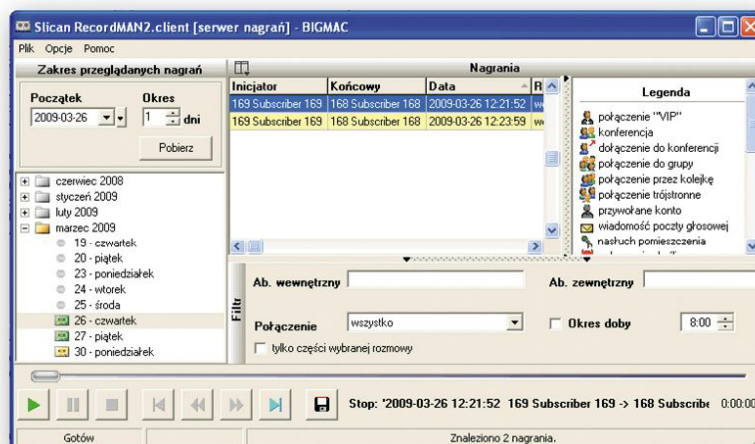 Slican RecordMAN2.client [serwer nagrań] - BIGMAC
Plik Opcje Pomoc
Zakres przeglądanych nagrań
Początek Okres
2009-03-26 1 dni
Pobierz
czerwiec 2008
styczeń 2009
luty 2009
marzec 2009
19 - czwartek
20 - piątek
23 - poniedziałek
24 - wtorek
25 - środa
26 - czwartek
27 - piątek
30 - poniedziałek
Nagrania
Inicjator Końcowy Data R
169 Subscriber 169 168 Subscriber 168 2009-03-26 12:21:52 we
169 Subscriber 169 168 Subscriber 168 2009-03-26 12:23:59 we
Legenda
połączenie "VIP"
konferencja
dołączenie do konferencji
połączenie do grupy
połączenie przez kolejkę
połączenie trójstronne
przywołane konto
wiadomość poczty głosowej
nasłuch pomieszczenia
Filtr
Ab. wewnętrzny Ab. zewnętrzny
Połączenie wszystko Okres doby 8:00
tylko części wybranej rozmowy
Stop: '2009-03-26 12:21:52 169 Subscriber 169 -> 168 Subscribe 0:00:00
Gotów Znaleziono 2 nagrania.